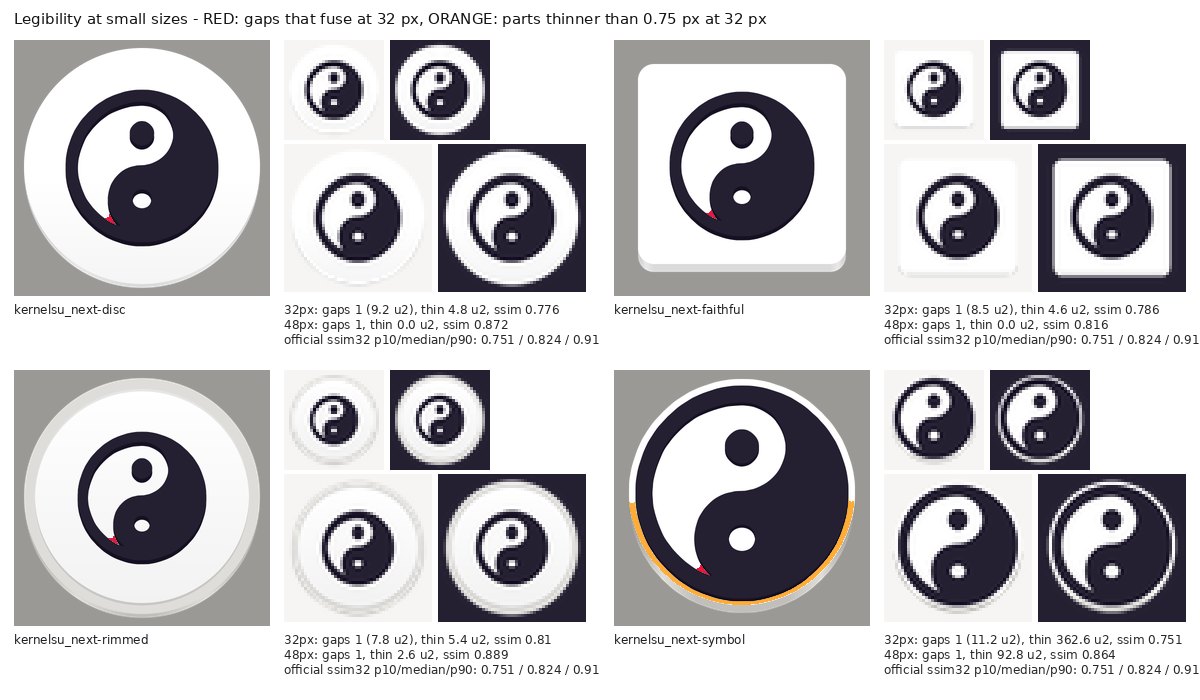 Legibility at small sizes - RED: gaps that fuse at 32 px, ORANGE: parts thinner than 0.75 px at 32 px
kernelsu_next-disc
32px: gaps 1 (9.2 u2), thin 4.8 u2, ssim 0.776
48px: gaps 1, thin 0.0 u2, ssim 0.872
official ssim32 p10/median/p90: 0.751 / 0.824 / 0.91
kernelsu_next-faithful
32px: gaps 1 (8.5 u2), thin 4.6 u2, ssim 0.786
48px: gaps 1, thin 0.0 u2, ssim 0.816
official ssim32 p10/median/p90: 0.751 / 0.824 / 0.91
kernelsu_next-rimmed
32px: gaps 1 (7.8 u2), thin 5.4 u2, ssim 0.81
48px: gaps 1, thin 2.6 u2, ssim 0.889
official ssim32 p10/median/p90: 0.751 / 0.824 / 0.91
kernelsu_next-symbol
32px: gaps 1 (11.2 u2), thin 362.6 u2, ssim 0.751
48px: gaps 1, thin 92.8 u2, ssim 0.864
official ssim32 p10/median/p90: 0.751 / 0.824 / 0.91